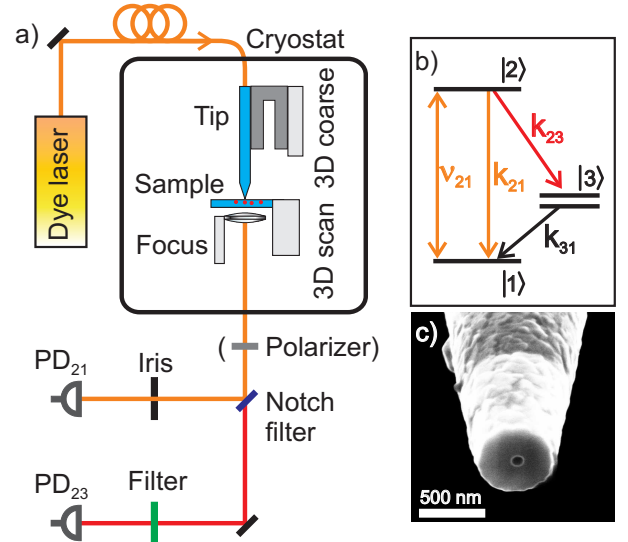 a)
Cryostat
Dye laser
Tip
3D coarse
Sample
Focus
3D scan
( Polarizer)
PD₂₁
Iris
Notch
filter
PD₂₃
Filter
b)
|2⟩
k₂₃
ν₂₁
k₂₁
|3⟩
k₃₁
|1⟩
c)
500 nm